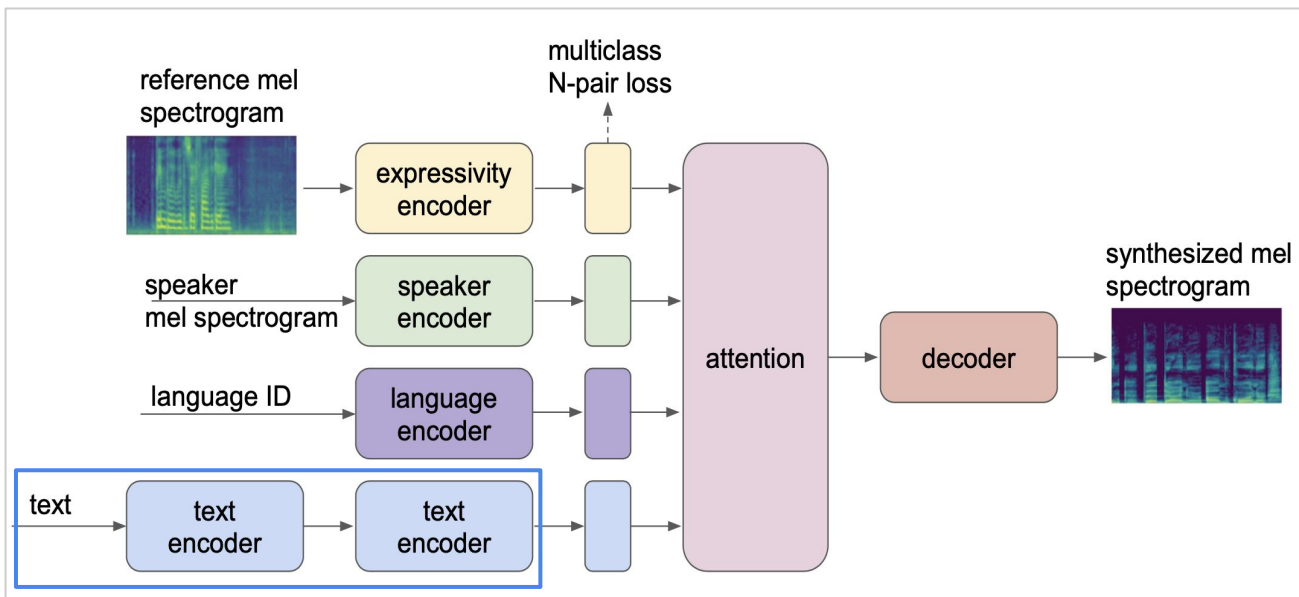 multiclass
N-pair loss
reference mel
spectrogram
expressivity
encoder
speaker
mel spectrogram
speaker
encoder
language ID
language
encoder
text
text
encoder
text
encoder
attention
decoder
synthesized mel
spectrogram